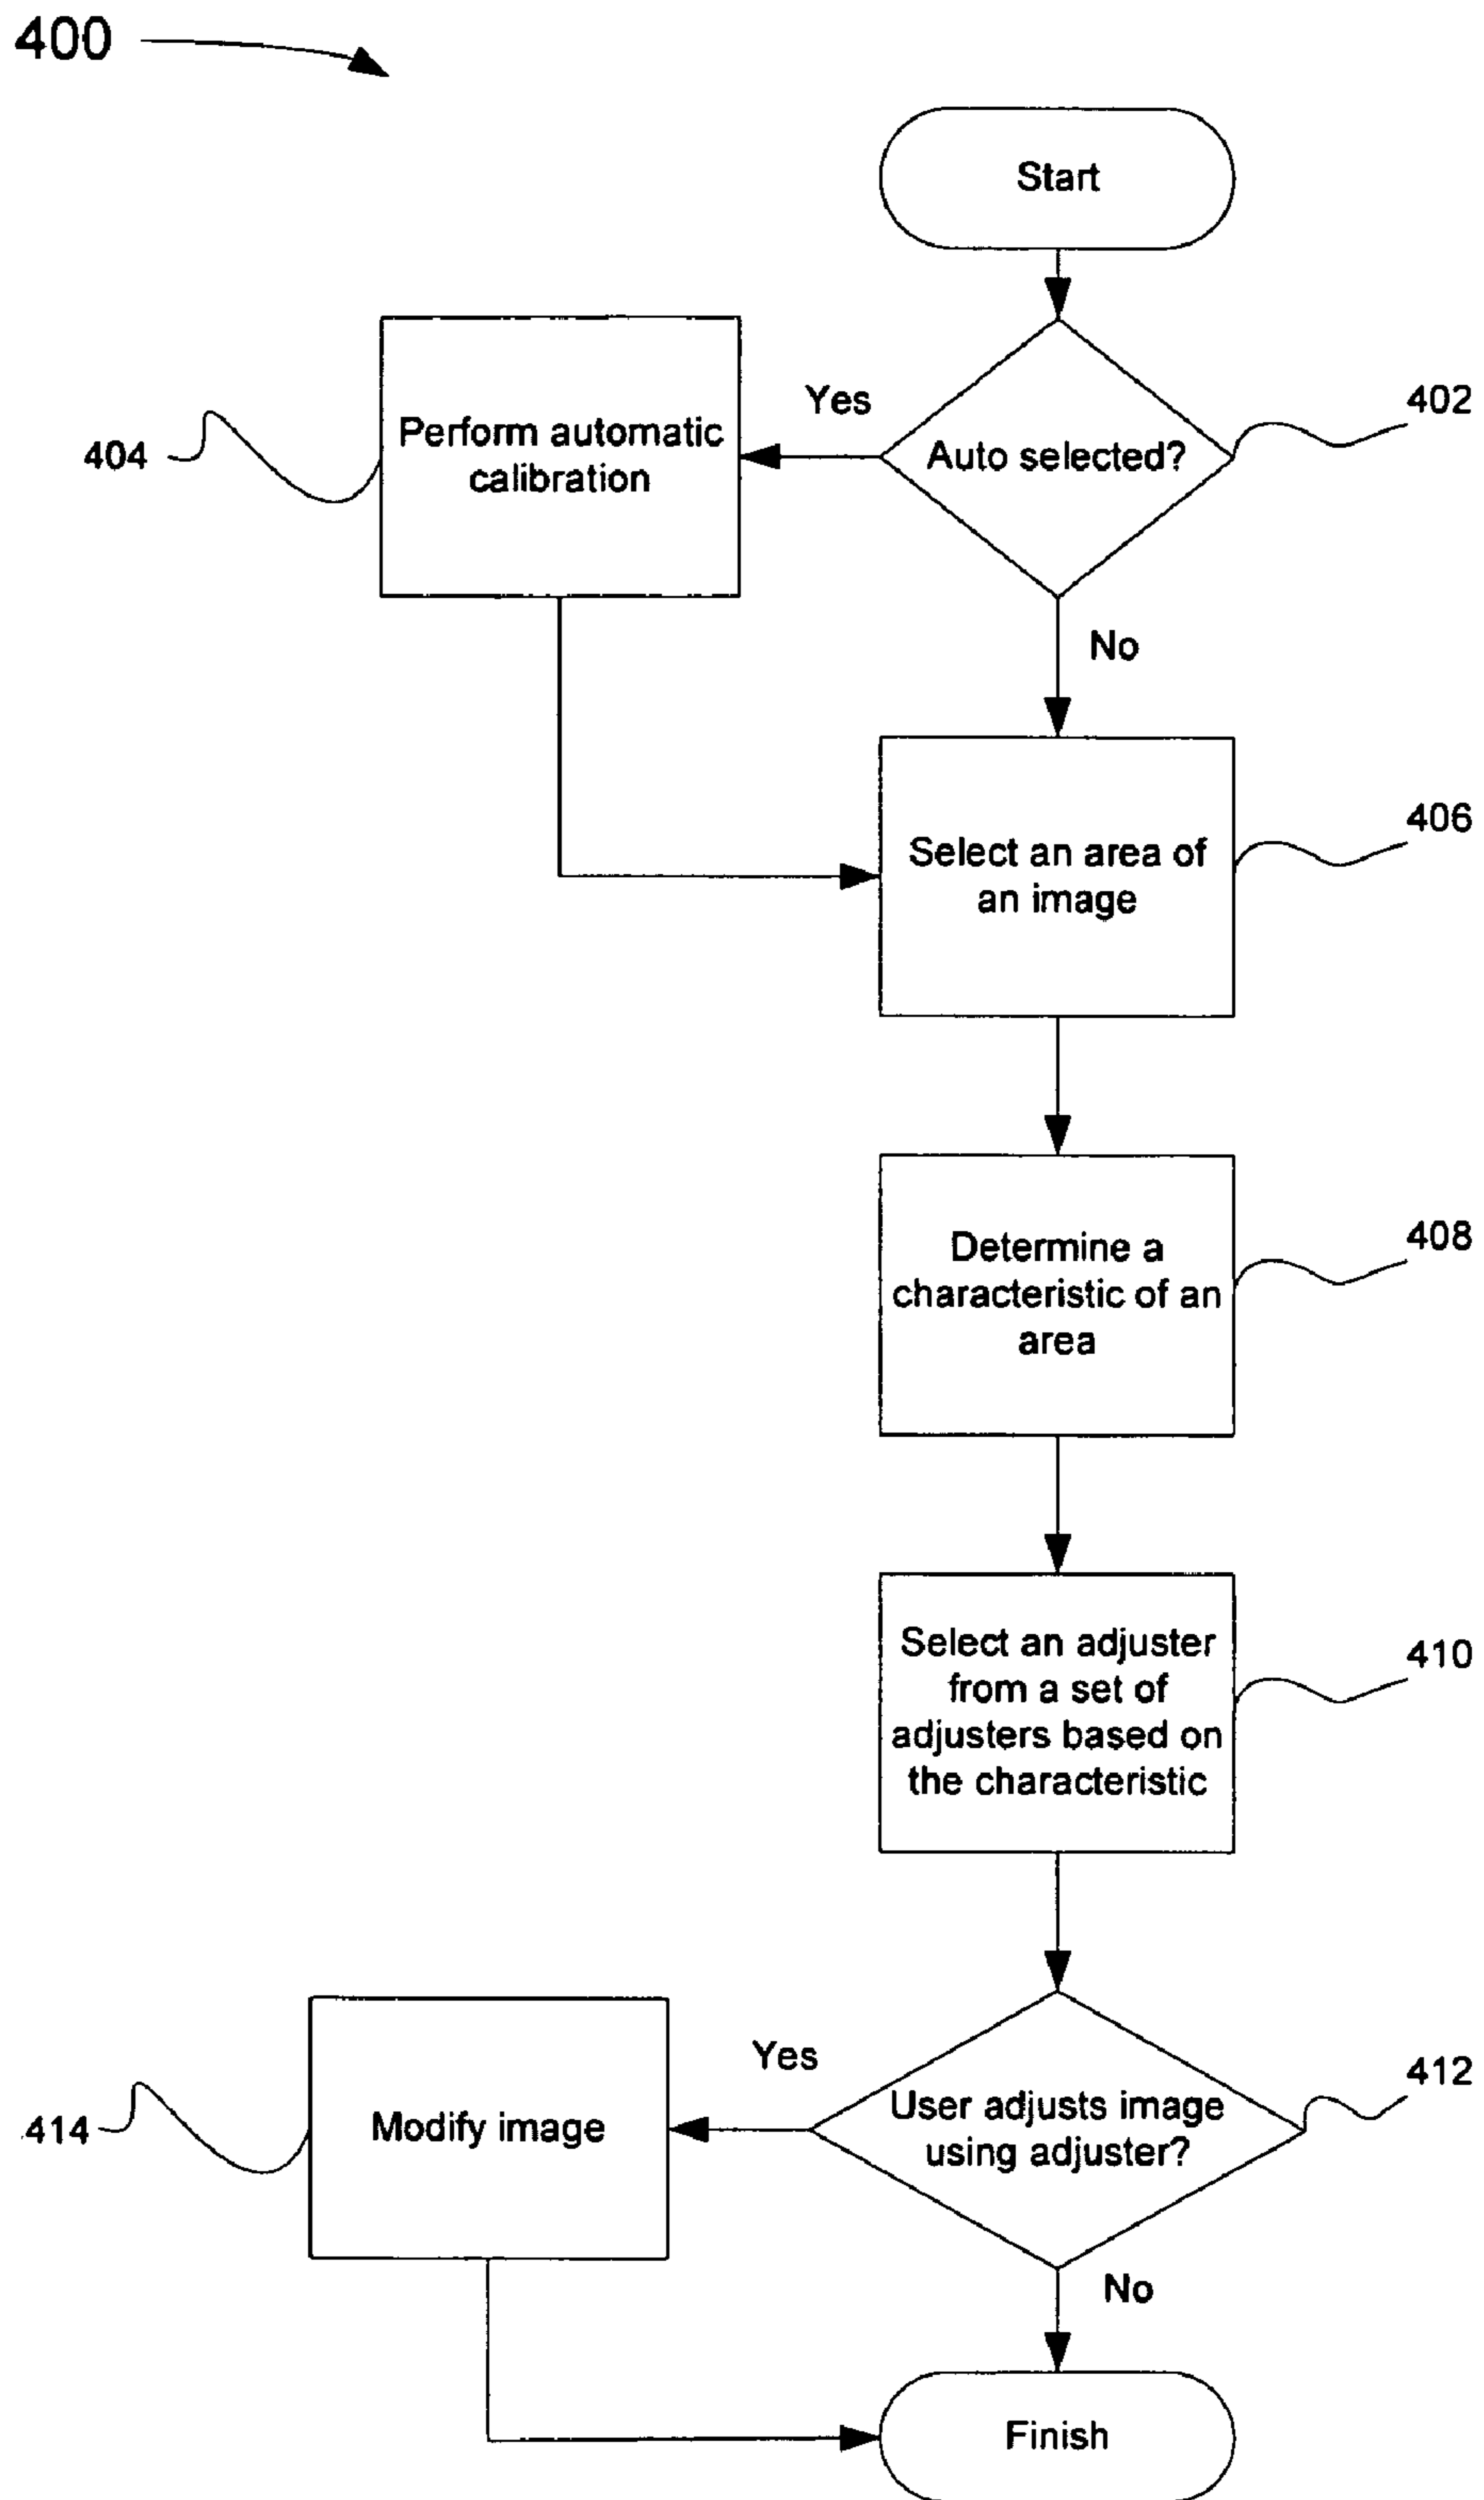 400
Start
Yes
402
Perform automatic
calibration
Auto selected?
404
No
406
Select an area of
an image
408
Determine a
characteristic of an
area
410
Select an adjuster
from a set of
adjusters based on
the characteristic
Yes
412
User adjusts image
using adjuster?
414
Modify image
No
Finish